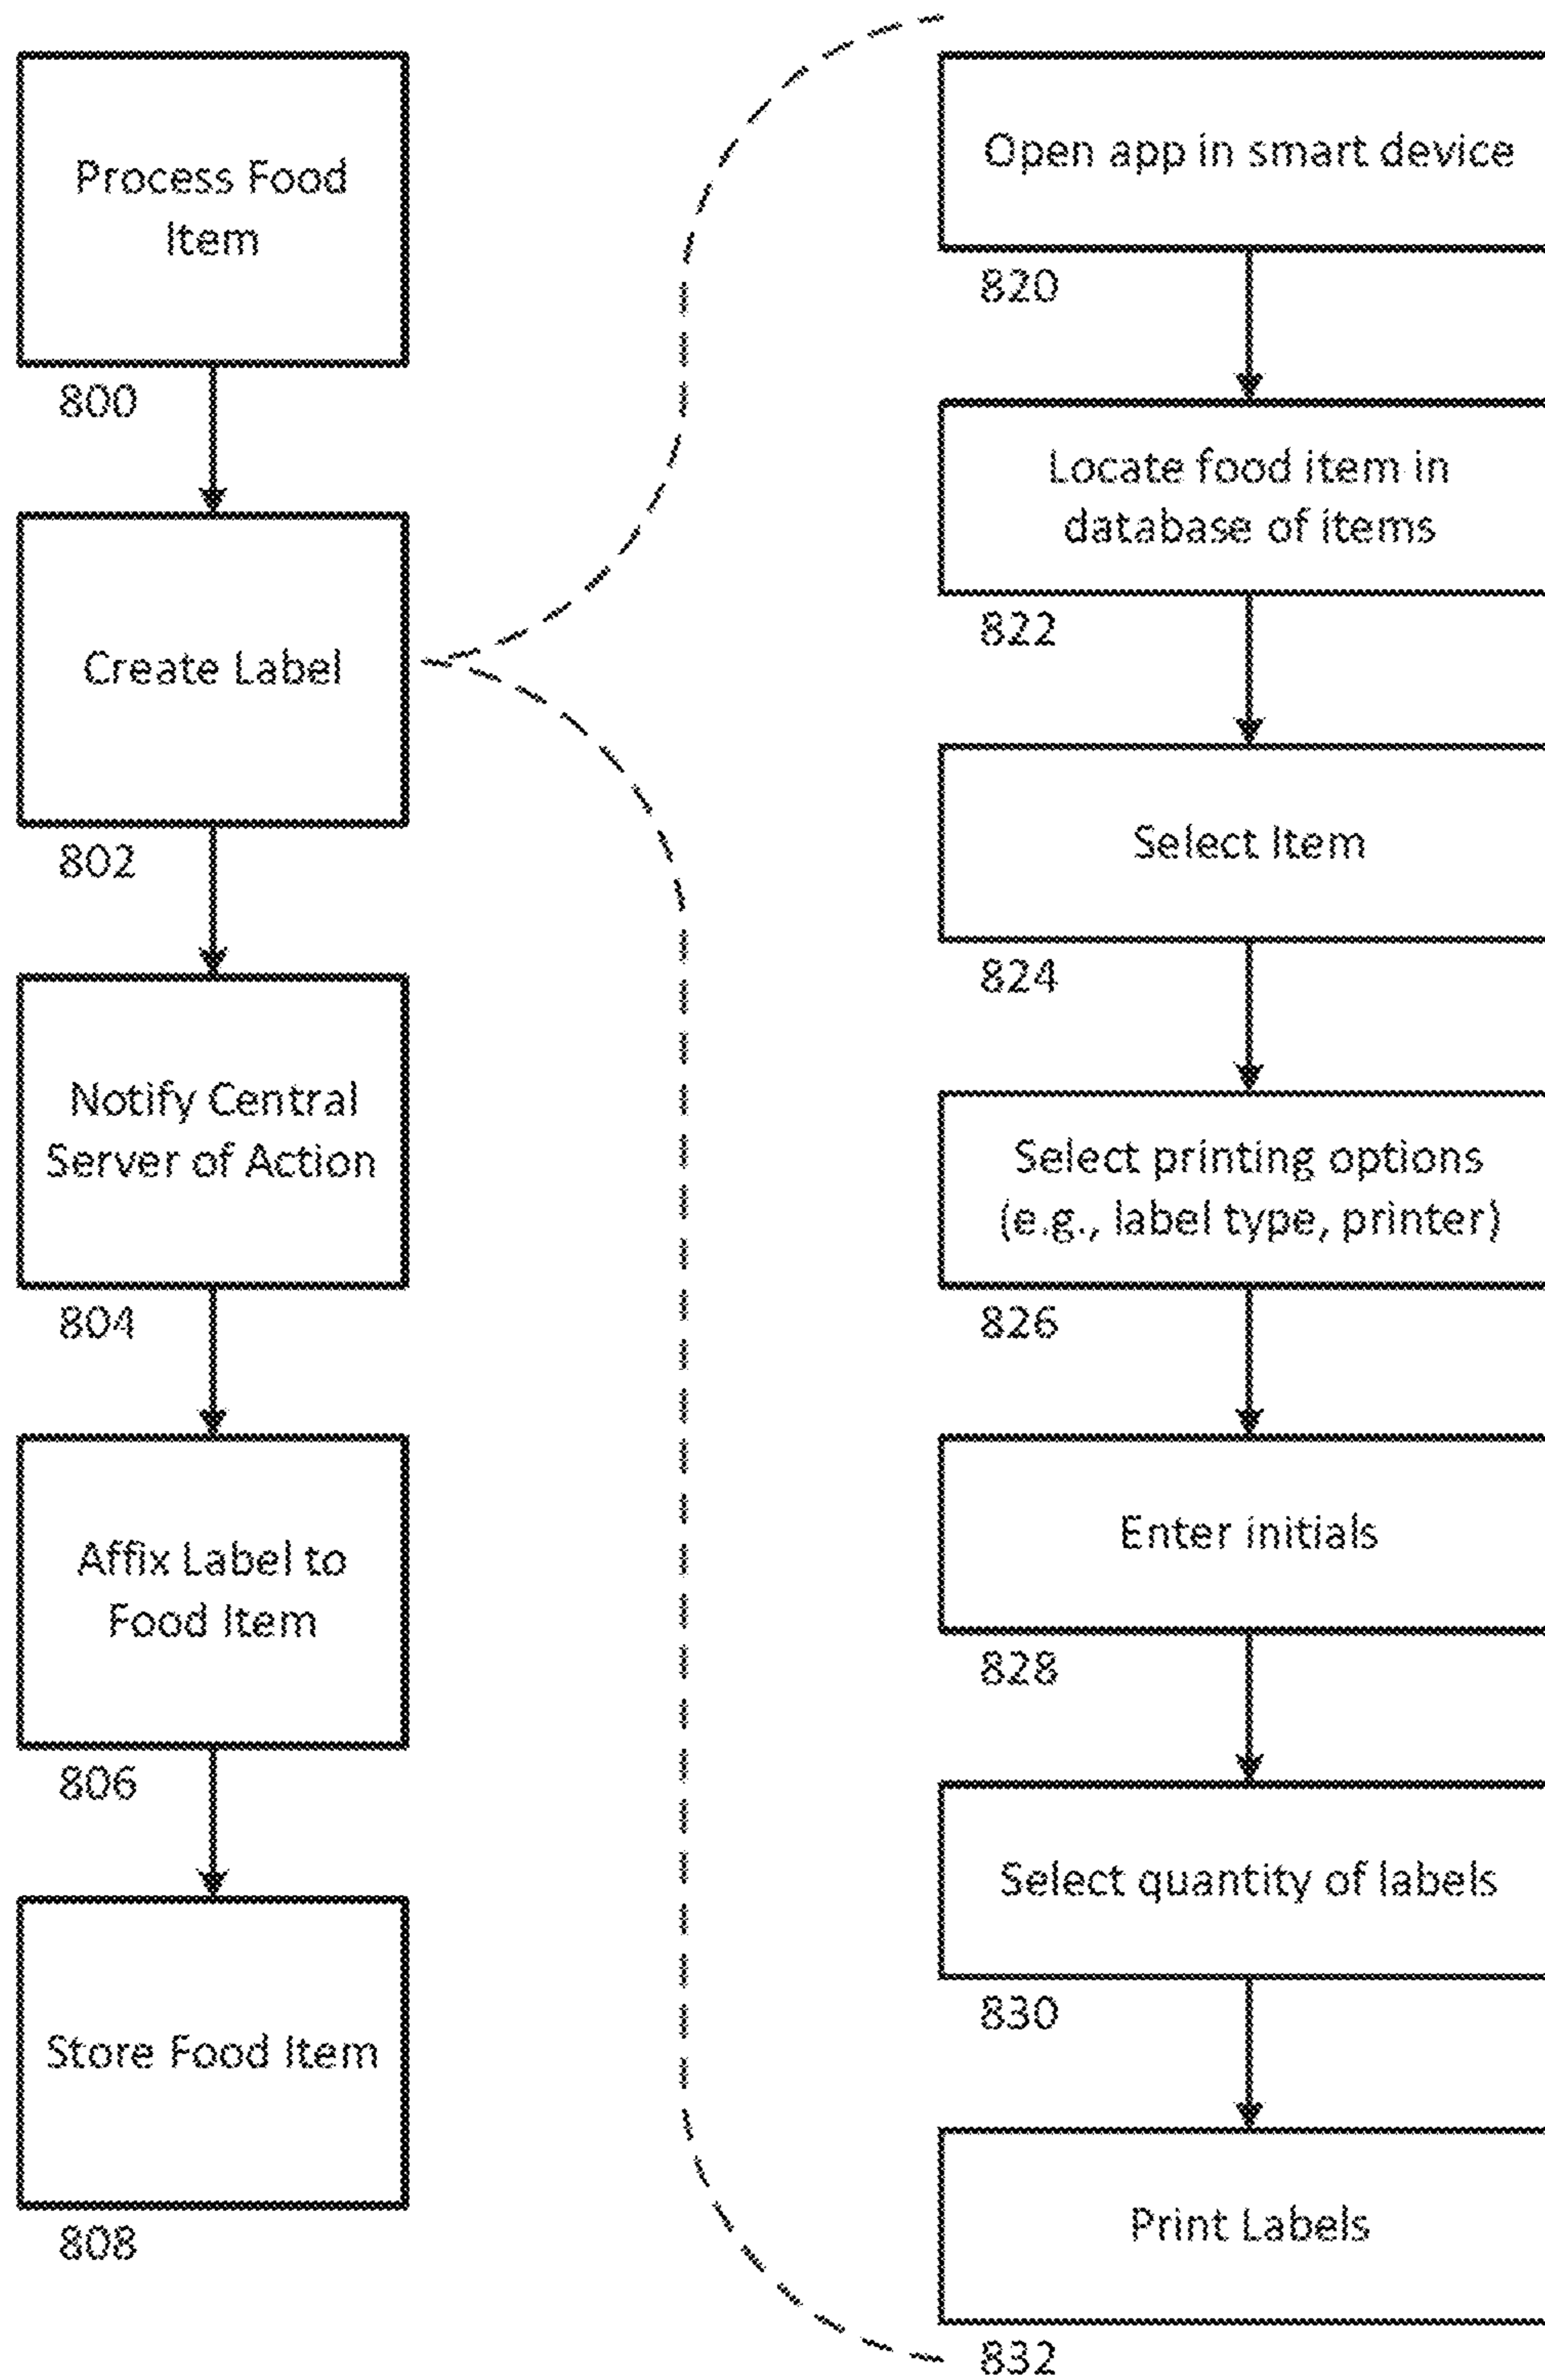 Process Food
Item
800
Create Label
802
Notify Central
Server of Action
804
Affix Label to
Food Item
806
Store Food Item
808
Open app in smart device
820
Locate food item in
database of items
822
Select Item
824
Select printing options
(e.g., label type, printer)
826
Enter initials
828
Select quantity of labels
830
Print Labels
832